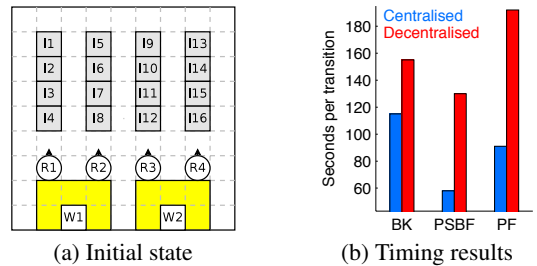 I1 I5 I9 I13
I2 I6 I10 I14
I3 I7 I11 I15
I4 I8 I12 I16
R1 R2 R3 R4
W1 W2
(a) Initial state
Centralised
Decentralised
Seconds per transition
180
160
140
120
100
80
60
BK PSBF PF
(b) Timing results